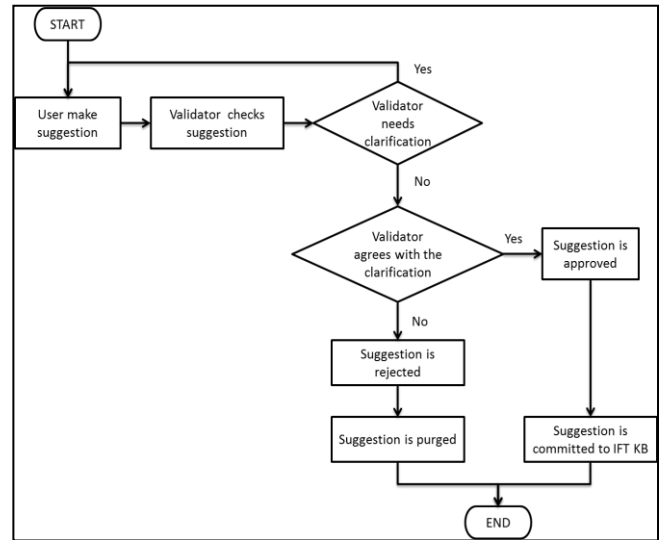 START
Yes
User make
suggestion
Validator checks
suggestion
Validator
needs
clarification
No
Validator
agrees with the
clarification
Yes
Suggestion is
approved
No
Suggestion is
rejected
Suggestion is purged
Suggestion is
committed to IFT KB
END